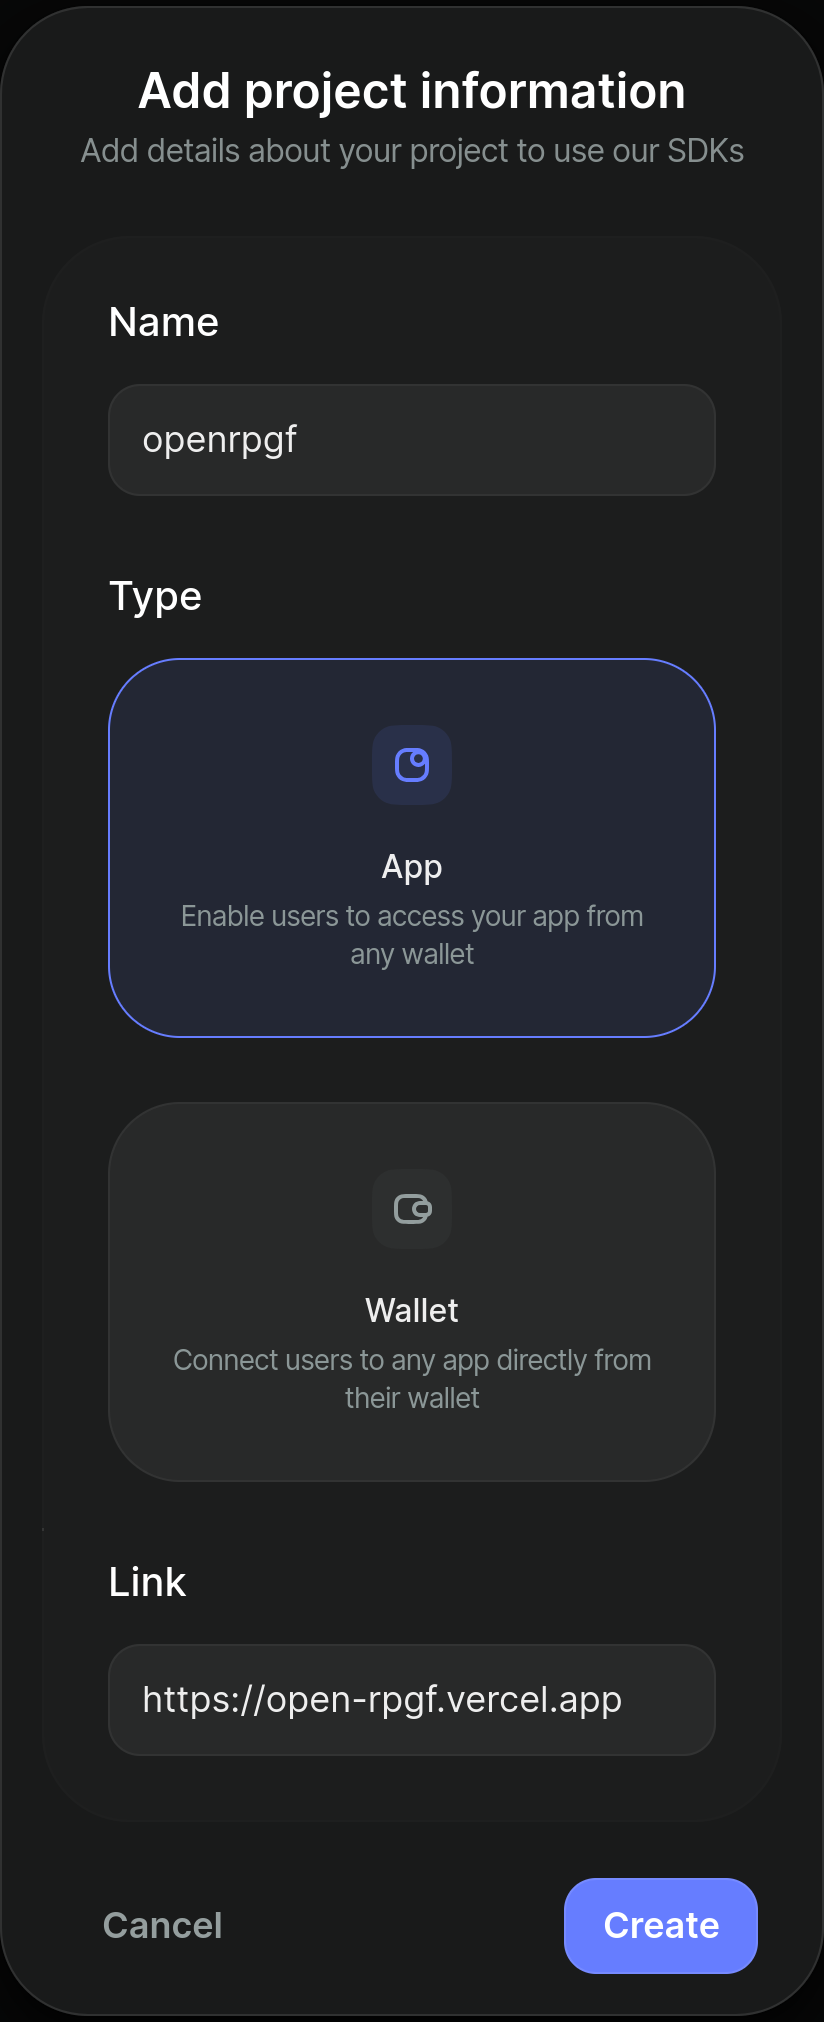 Add project information
Add details about your project to use our SDKs
Name
openrpgf
Type
App
Enable users to access your app from
any wallet
Wallet
Connect users to any app directly from
their wallet
Link
https://open-rpgf.vercel.app
Cancel
Create